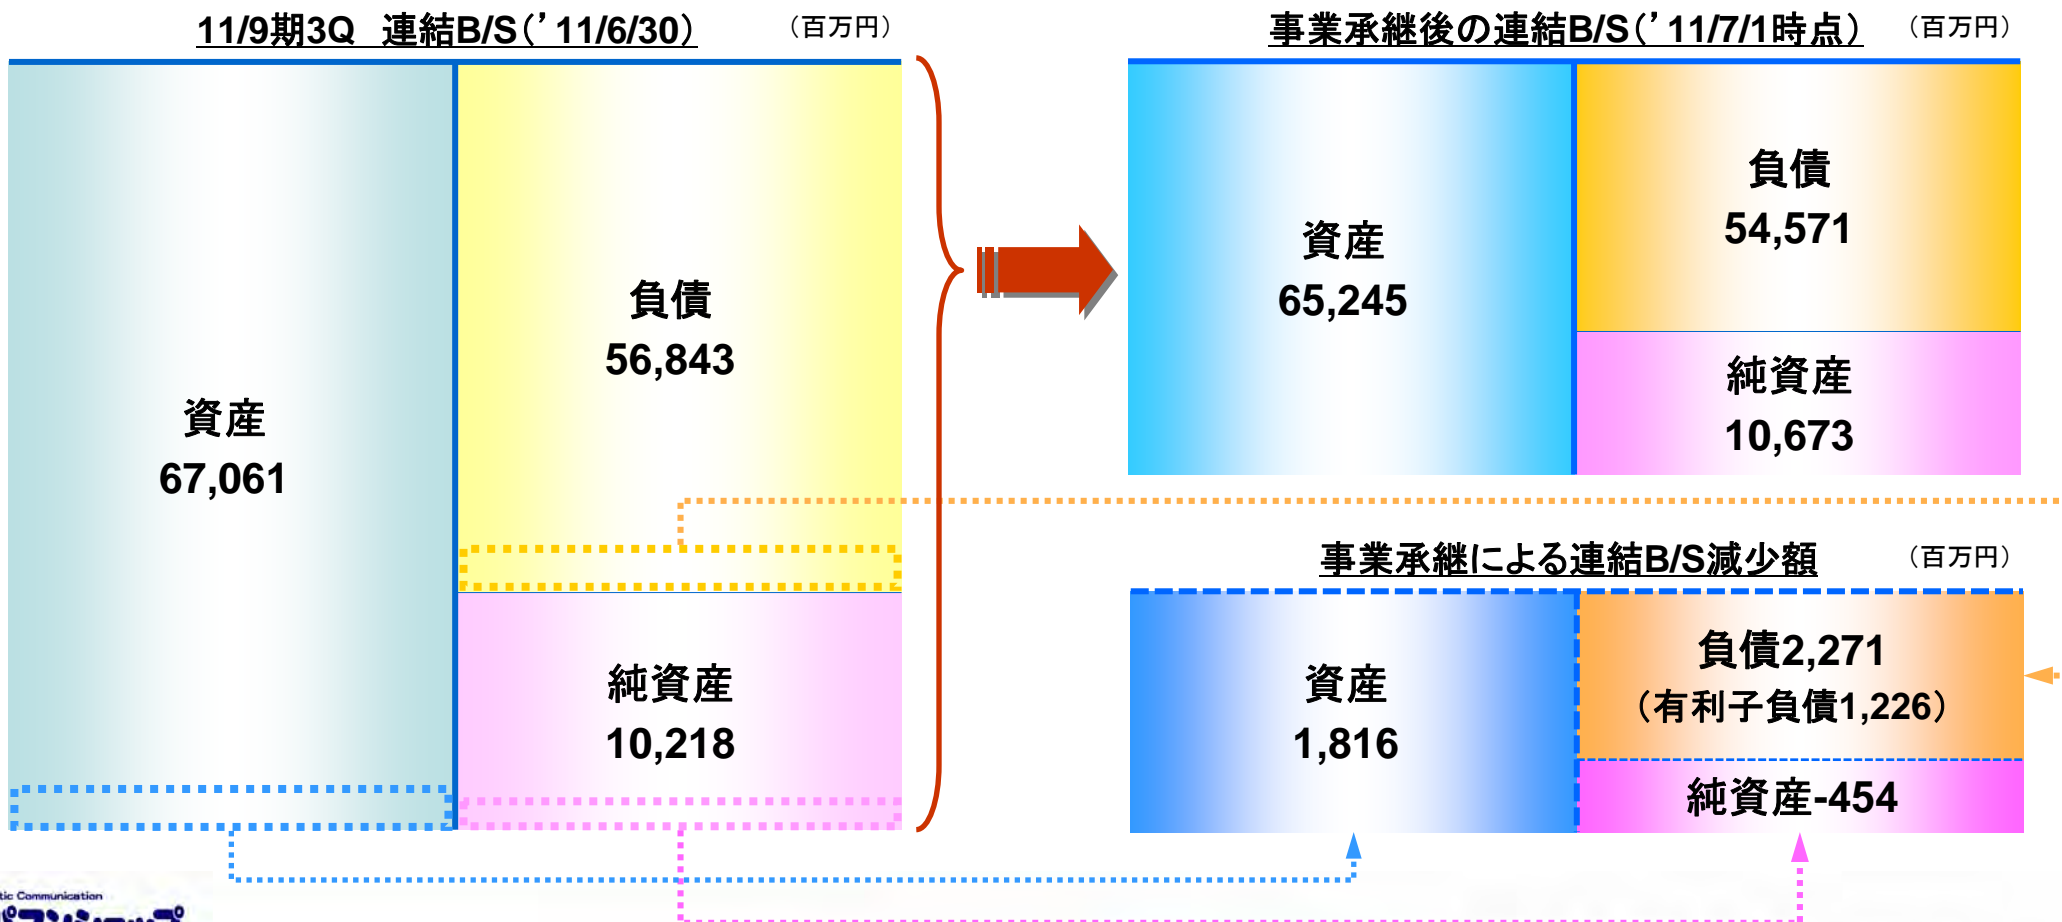 11/9期3Q 連結B/S(’11/6/30)
(百万円)
資産
67,061
負債
56,843
純資産
10,218
事業承継後の連結B/S(’11/7/1時点)
(百万円)
資産
65,245
負債
54,571
純資産
10,673
事業承継による連結B/S減少額
(百万円)
資産
1,816
負債2,271
(有利子負債1,226)
純資産-454
tic Communication